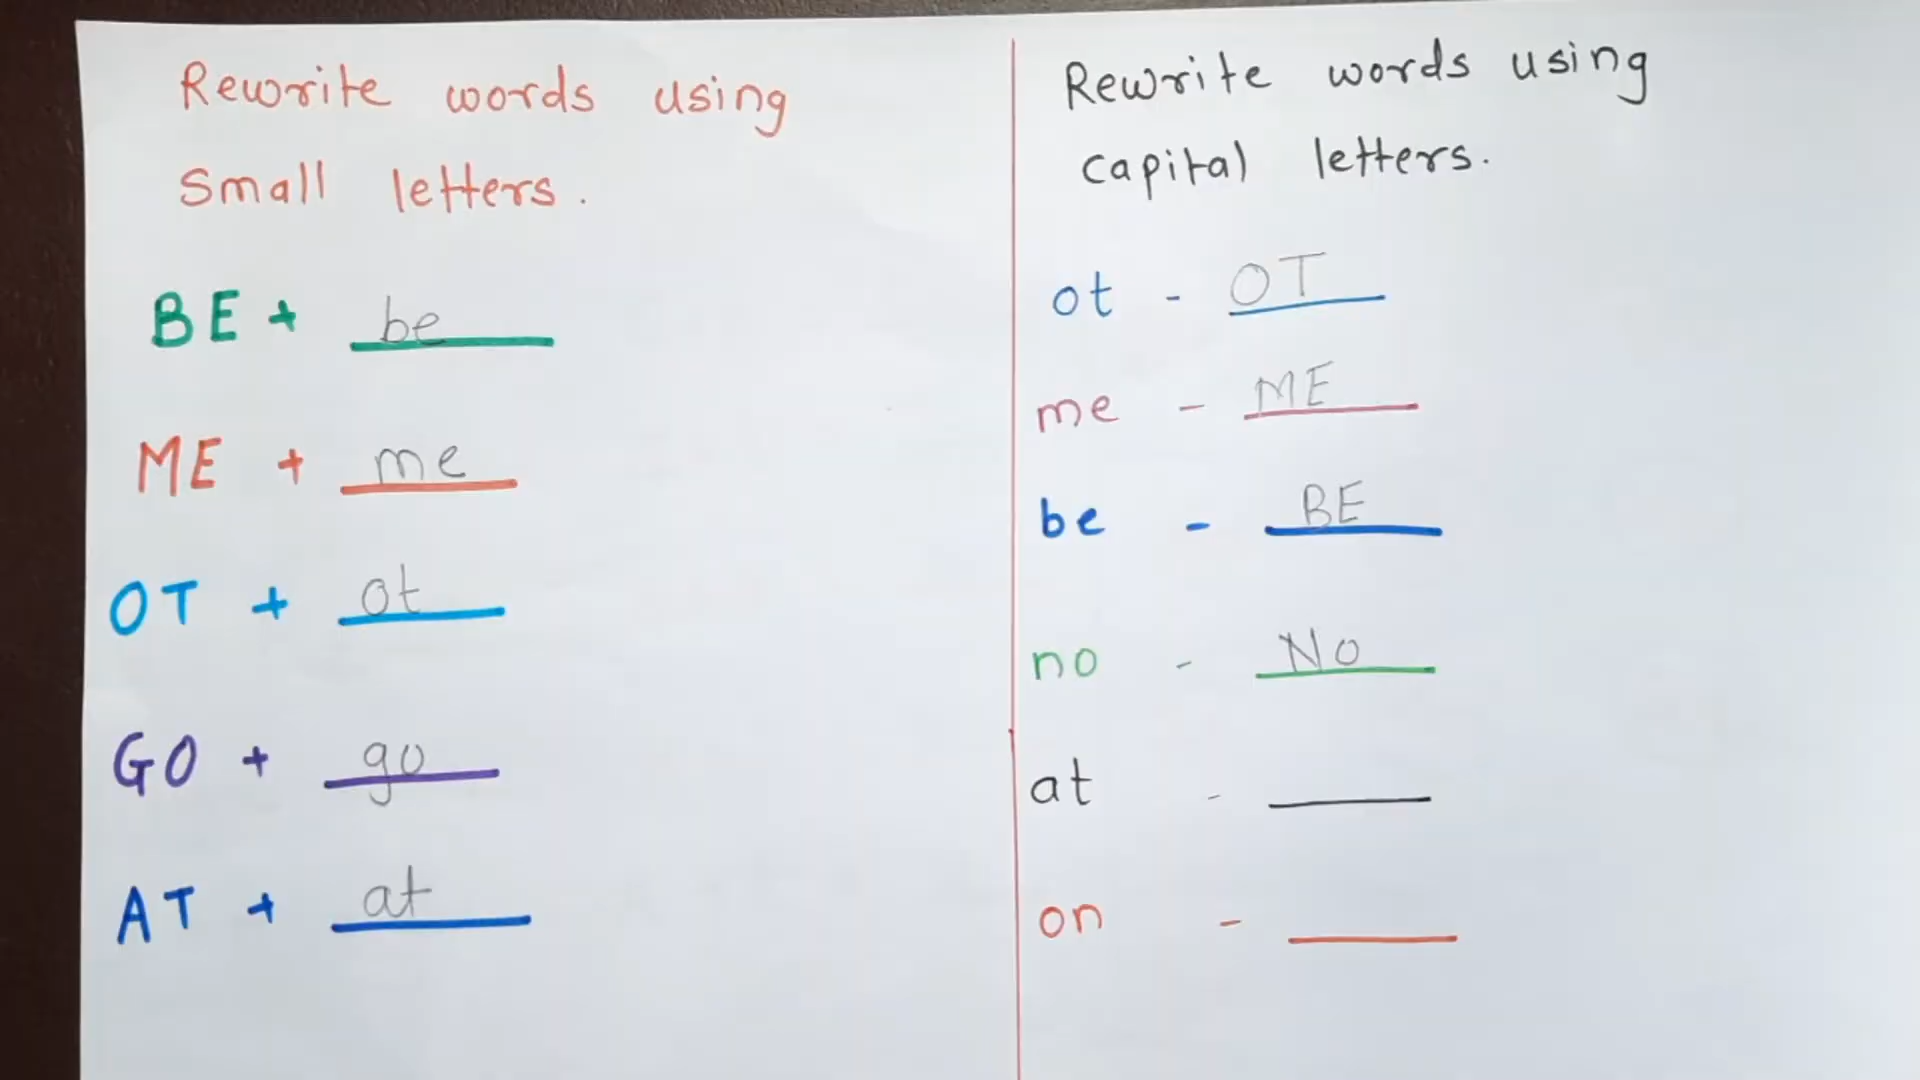 Rewrite words using
Small letters.
BE + be
ME + me
OT + ot
GO + go
AT + at
Rewrite words using
capital letters.
ot - OT
me - ME
be - BE
no - No
at - 
on -